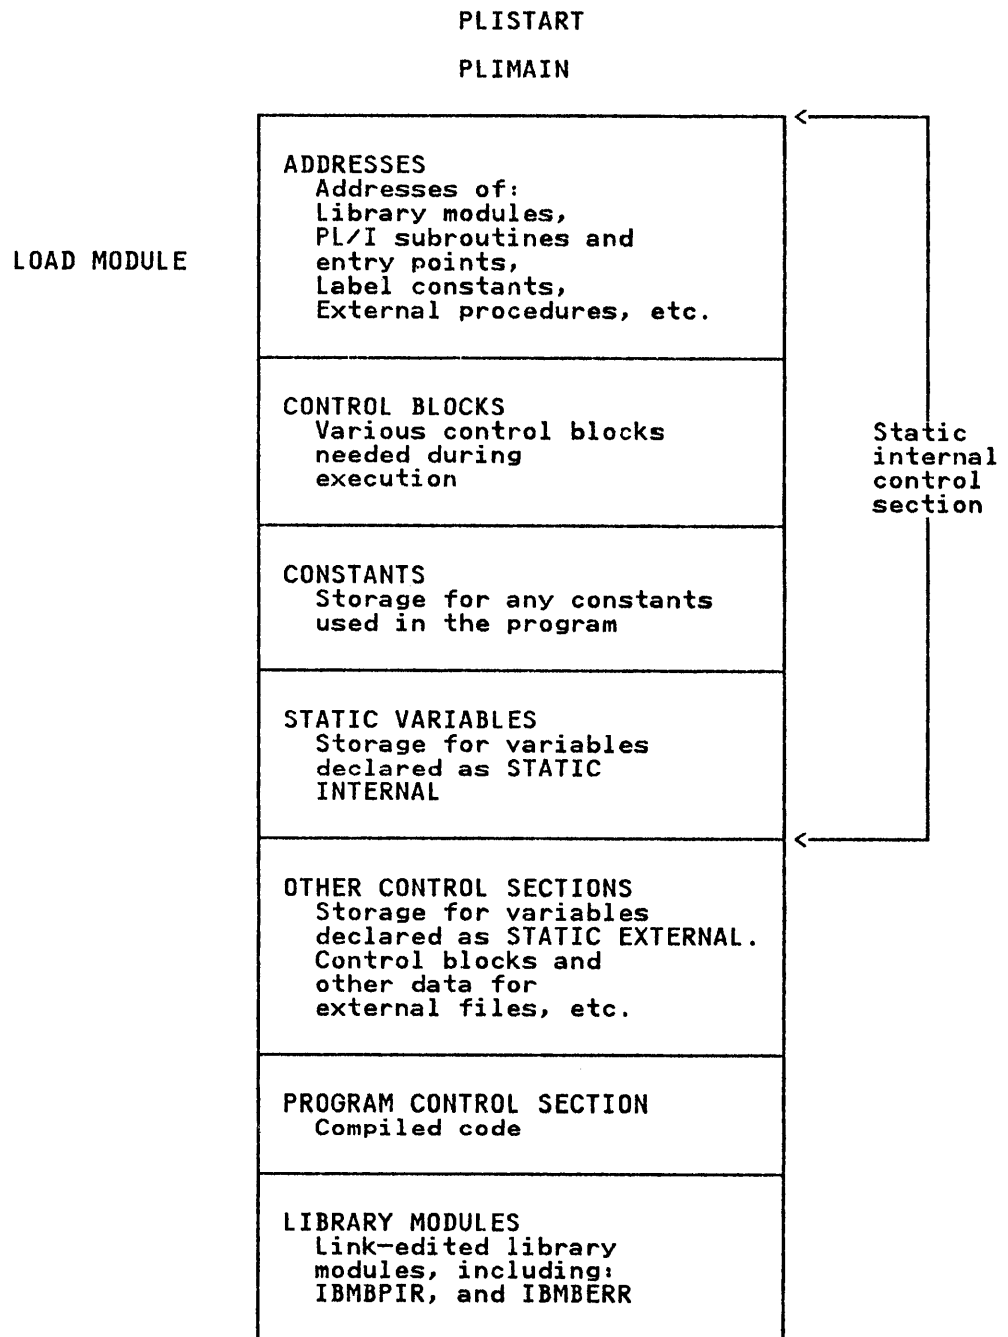 PLISTART
PLIMAIN
ADDRESSES
Addresses of:
Library modules,
PL/I subroutines and
entry points,
Label constants,
External procedures, etc.
LOAD MODULE
CONTROL BLOCKS
Various control blocks
needed during
execution
Static
internal
control
section
CONSTANTS
Storage for any constants
used in the program
STATIC VARIABLES
Storage for variables
declared as STATIC
INTERNAL
OTHER CONTROL SECTIONS
Storage for variables
declared as STATIC EXTERNAL.
Control blocks and
other data for
external files, etc.
PROGRAM CONTROL SECTION
Compiled code
LIBRARY MODULES
Link-edited library
modules, including:
IBMBPIR, and IBMBERR